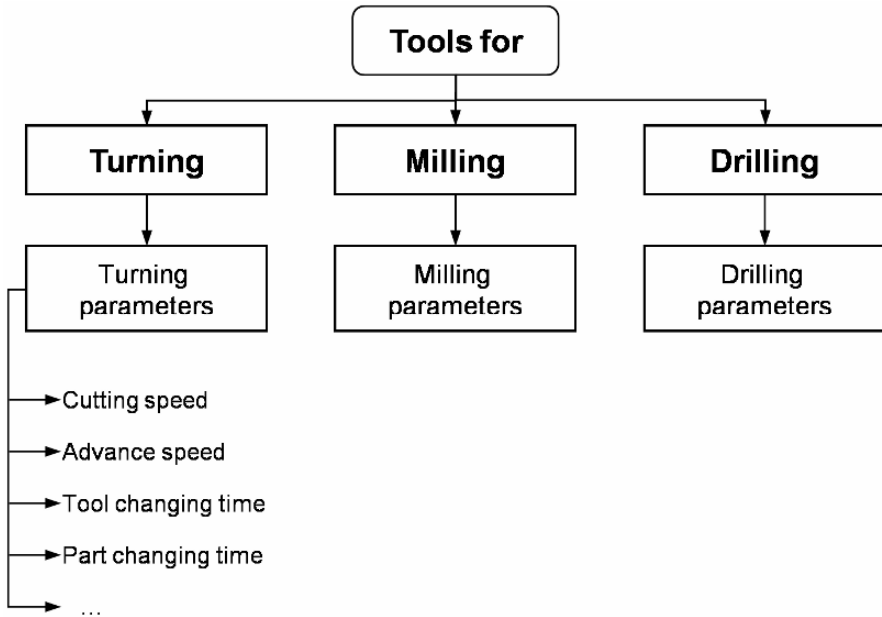 Tools for
Turning
Milling
Drilling
Turning
parameters
Milling
parameters
Drilling
parameters
Cutting speed
Advance speed
Tool changing time
Part changing time
...